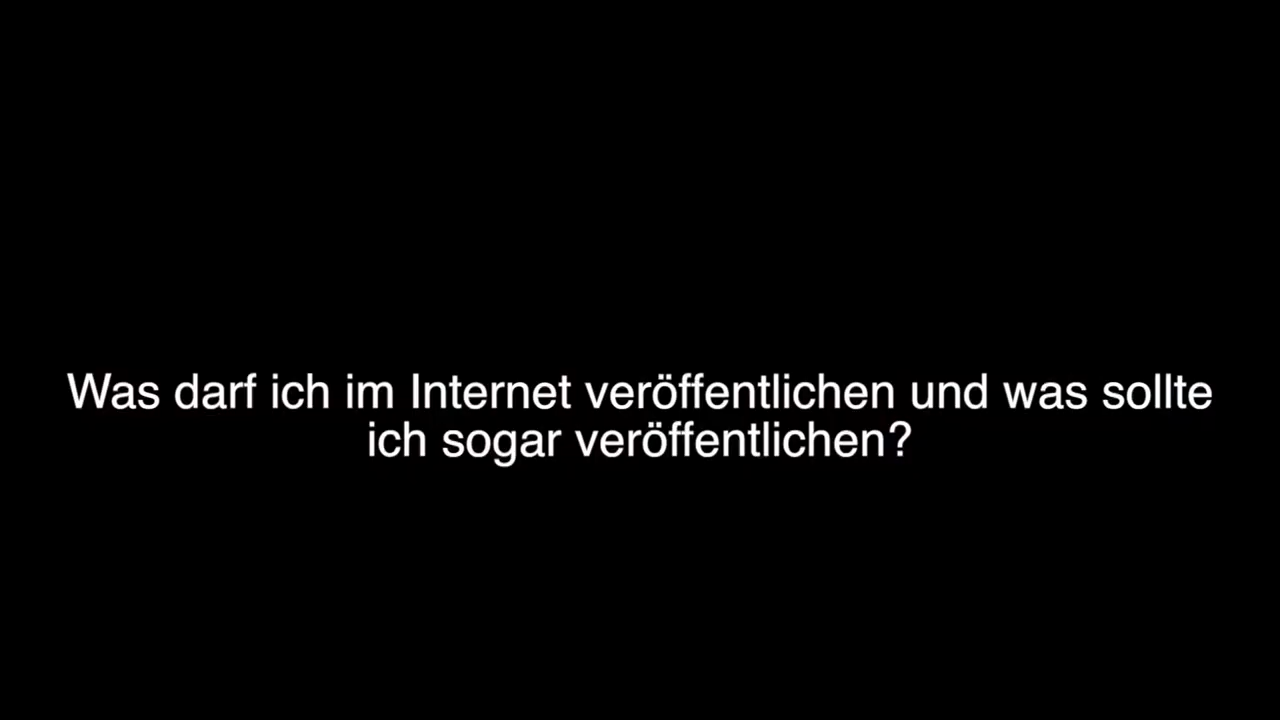 Was darf ich im Internet veröffentlichen und was sollte
ich sogar veröffentlichen?